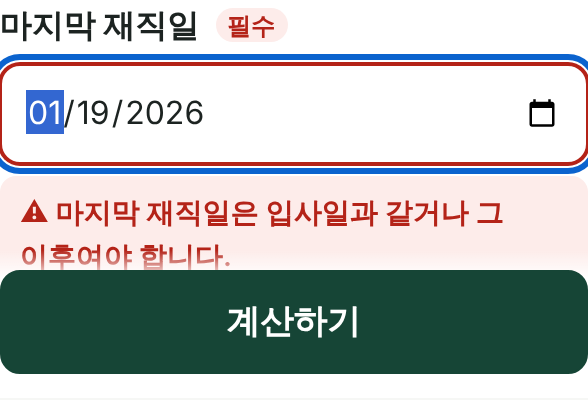 마지막 재직일 필수
01/19/2026
⚠ 마지막 재직일은 입사일과 같거나 그
이후여야 합니다.
계산하기